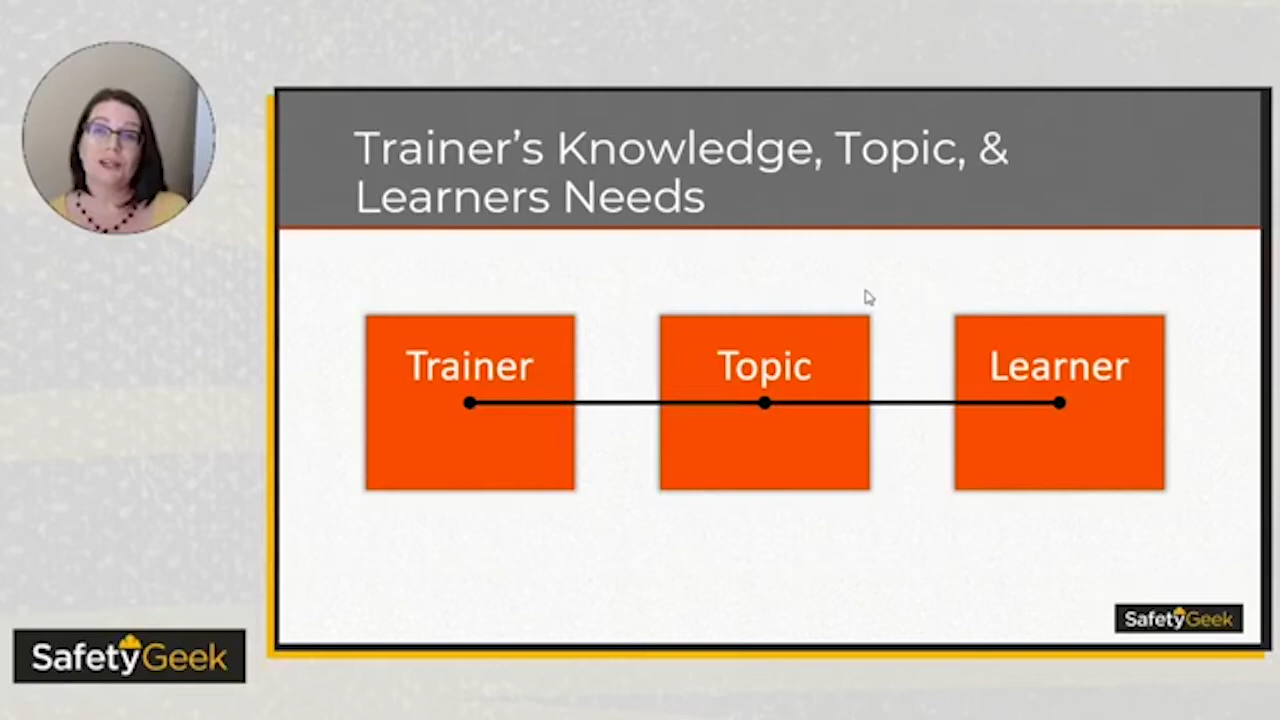 Trainer's Knowledge, Topic, &
Learners Needs
Trainer
Topic
Learner
SafetyGeek
SafetyGeek